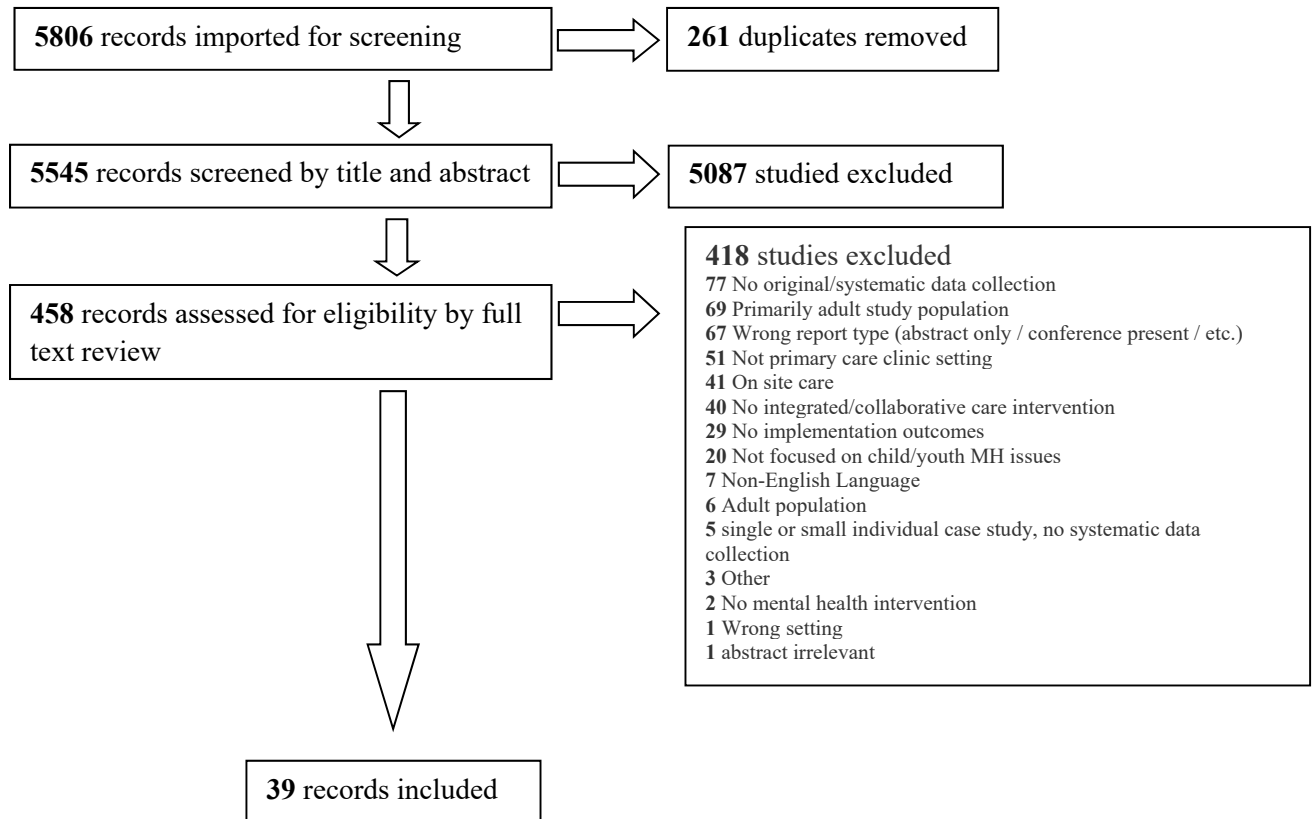 5806 records imported for screening
261 duplicates removed
5545 records screened by title and abstract
5087 studied excluded
458 records assessed for eligibility by full
text review
418 studies excluded
77 No original/systematic data collection
69 Primarily adult study population
67 Wrong report type (abstract only / conference present / etc.)
51 Not primary care clinic setting
41 On site care
40 No integrated/collaborative care intervention
29 No implementation outcomes
20 Not focused on child/youth MH issues
7 Non-English Language
6 Adult population
5 single or small individual case study, no systematic data
collection
3 Other
2 No mental health intervention
1 Wrong setting
1 abstract irrelevant
39 records included